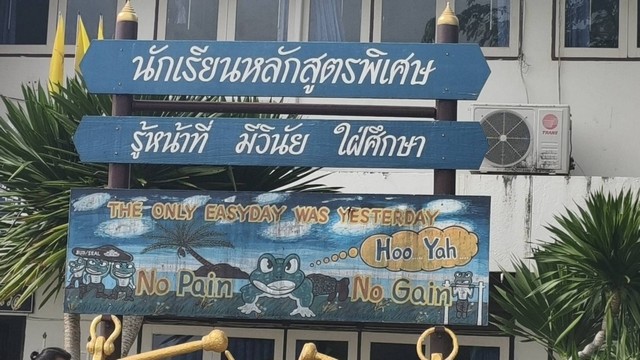 นักเรียนหลักสูตรพิเศษ
รู้หน้าที่ มีวินัย ใฝ่ศึกษา
THE ONLY EASYDAY WAS YESTERDAY
Hoo Yah
No Pain No Gain
TRANE